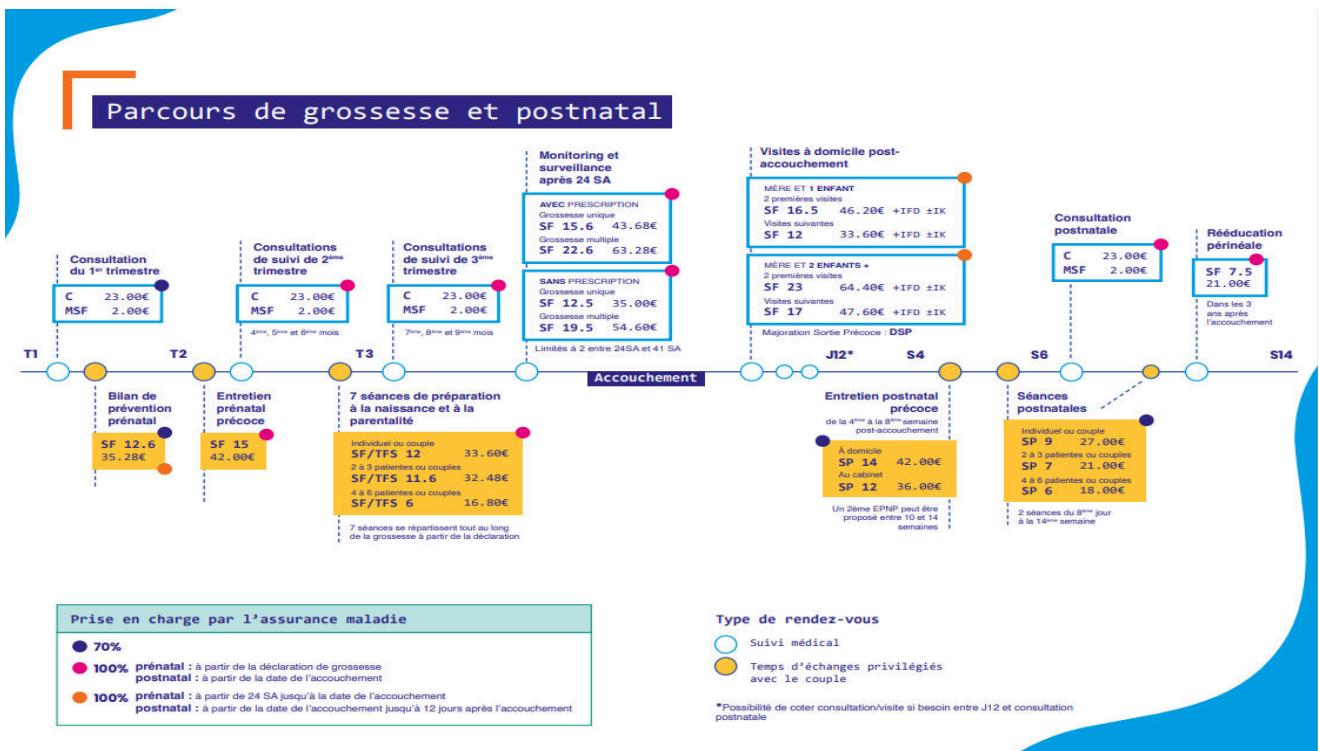 Parcours de grossesse et postnatal
Consultation
du 1er trimestre
C 23.00€
MSF 2.00€
Consultations
de suivi de 2ème
trimestre
C 23.00€
MSF 2.00€
4ème, 5ème et 6ème mois
Consultations
de suivi de 3ème
trimestre
C 23.00€
MSF 2.00€
7ème, 8ème et 9ème mois
Monitoring et
surveillance
après 24 SA
AVEC PRESCRIPTION
Grossesse unique
SF 15.6 43.68€
Grossesse multiple
SF 22.6 63.28€
SANS PRESCRIPTION
Grossesse unique
SF 12.5 35.00€
Grossesse multiple
SF 19.5 54.60€
Limités à 2 entre 24SA et 41 SA
Visites à domicile post-
accouchement
MÈRE ET 1 ENFANT
2 premières visites
SF 16.5 46.20€ +IFD ±IK
Visites suivantes
SF 12 33.60€ +IFD ±IK
MÈRE ET 2 ENFANTS +
2 premières visites
SF 23 64.40€ +IFD ±IK
Visites suivantes
SF 17 47.60€ +IFD ±IK
Majoration Sortie Précoce : DSP
Consultation
postnatale
C 23.00€
MSF 2.00€
Rééducation
périnéale
SF 7.5
21.00€
Dans les 3
ans après
l'accouchement
T1
T2
T3
Accouchement
J12*
S4
S6
S14
Bilan de
prévention
prénatal
SF 12.6
35.28€
Entretien
prénatal
précoce
SF 15
42.00€
7 séances de préparation
à la naissance et à la
parentalité
Individuel ou couple
SF/TFS 12 33.60€
2 à 3 patientes ou couples
SF/TFS 11.6 32.48€
4 à 6 patientes ou couples
SF/TFS 6 16.80€
7 séances se répartissent tout au long
de la grossesse à partir de la déclaration
Entretien postnatal
précoce
de la 4ème à la 8ème semaine
post-accouchement
À domicile
SP 14 42.00€
Au cabinet
SP 12 36.00€
Un 2ème EPNP peut être
proposé entre 10 et 14
semaines
Séances
postnatales
Individuel ou couple
SP 9 27.00€
2 à 3 patientes ou couples
SP 7 21.00€
4 à 6 patientes ou couples
SP 6 18.00€
2 séances du 8ème jour
à la 14ème semaine
Prise en charge par l'assurance maladie
70%
100% prénatal : à partir de la déclaration de grossesse
postnatal : à partir de la date de l'accouchement
100% prénatal : à partir de 24 SA jusqu'à la date de l'accouchement
postnatal : à partir de la date de l'accouchement jusqu'à 12 jours après l'accouchement
Type de rendez-vous
Suivi médical
Temps d'échanges privilégiés
avec le couple
*Possibilité de coter consultation/visite si besoin entre J12 et consultation
postnatale